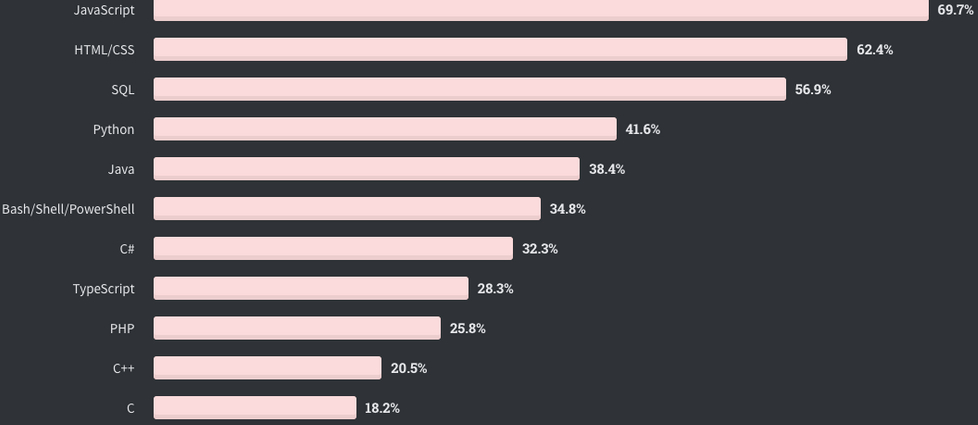 JavaScript 69.7%
HTML/CSS 62.4%
SQL 56.9%
Python 41.6%
Java 38.4%
Bash/Shell/PowerShell 34.8%
C# 32.3%
TypeScript 28.3%
PHP 25.8%
C++ 20.5%
C 18.2%